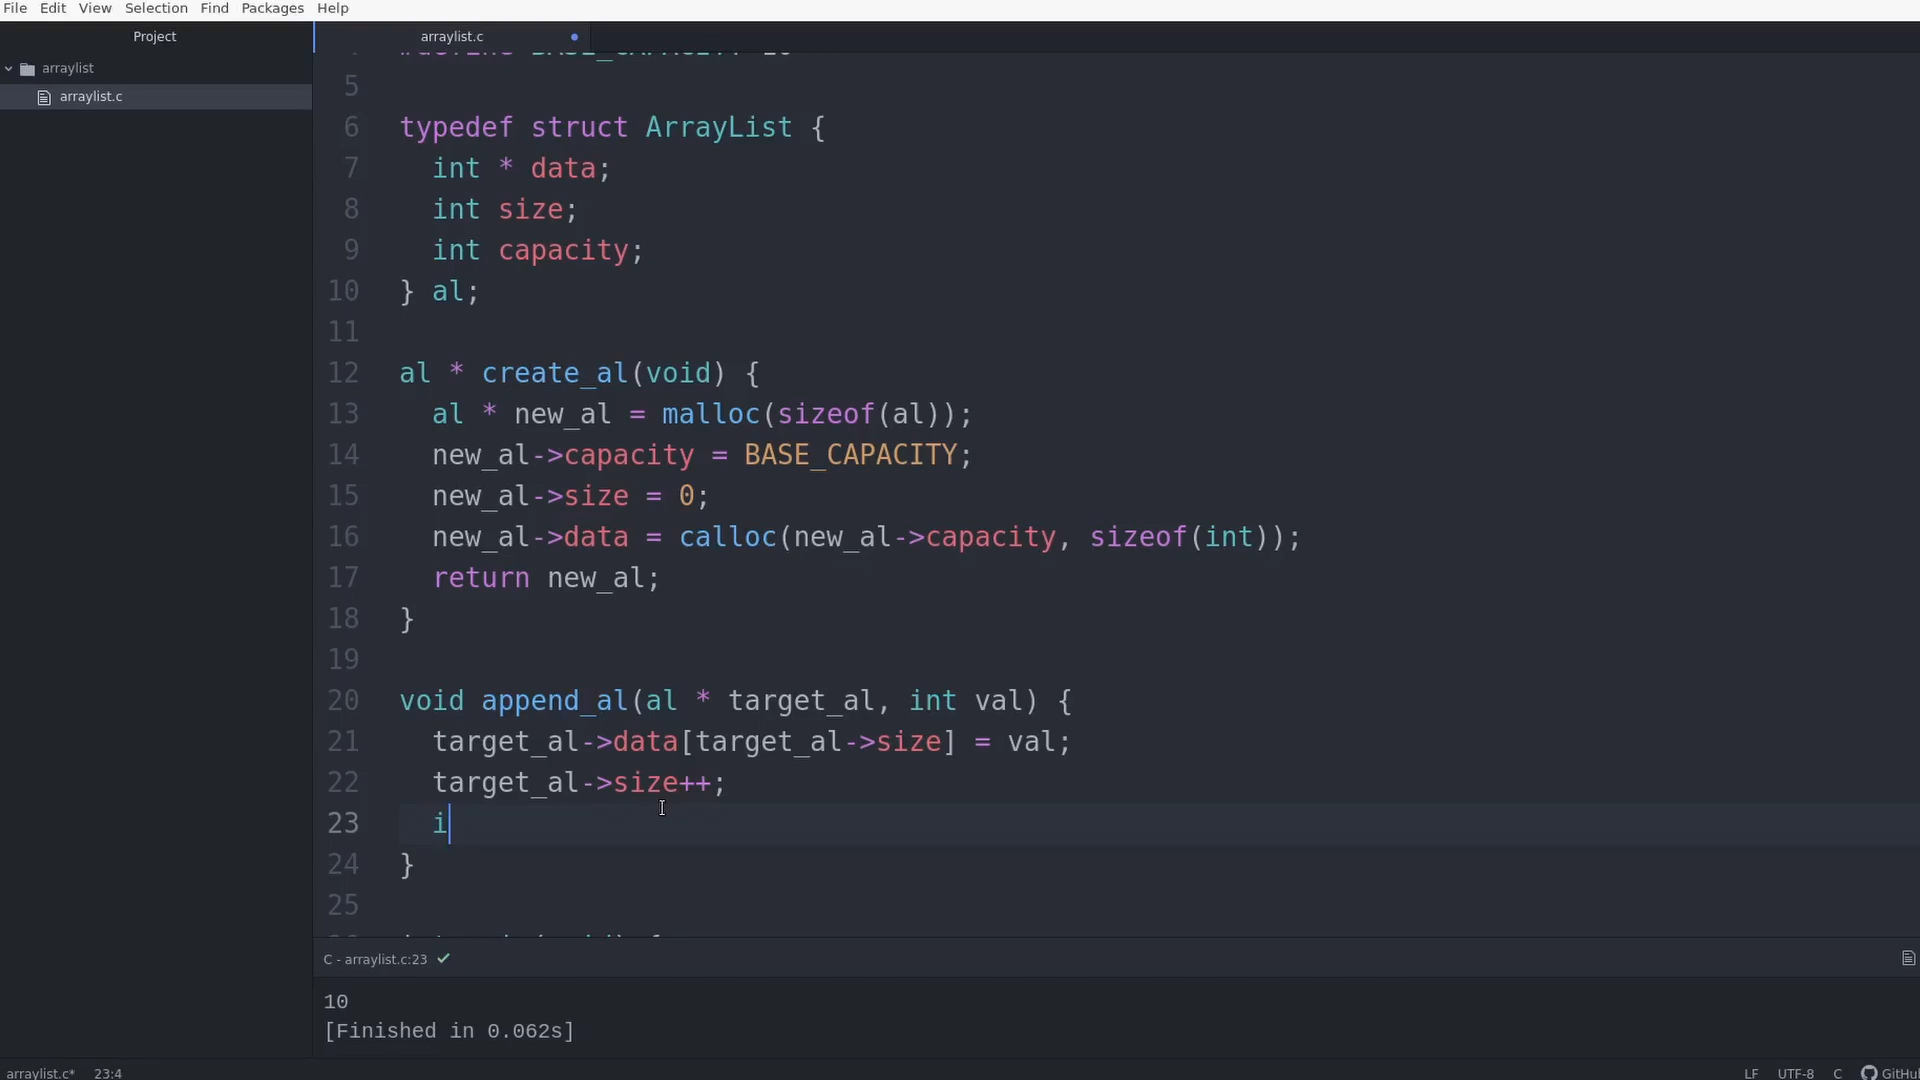 File Edit View Selection Find Packages Help
Project
arraylist.c
arraylist
arraylist.c
5
6 typedef struct ArrayList {
7 int * data;
8 int size;
9 int capacity;
10 } al;
11
12 al * create_al(void) {
13 al * new_al = malloc(sizeof(al));
14 new_al->capacity = BASE_CAPACITY;
15 new_al->size = 0;
16 new_al->data = calloc(new_al->capacity, sizeof(int));
17 return new_al;
18 }
19
20 void append_al(al * target_al, int val) {
21 target_al->data[target_al->size] = val;
22 target_al->size++;
23 i
24 }
25
C - arraylist.c:23
10
[Finished in 0.062s]
arraylist.c* 23:4 LF UTF-8 C